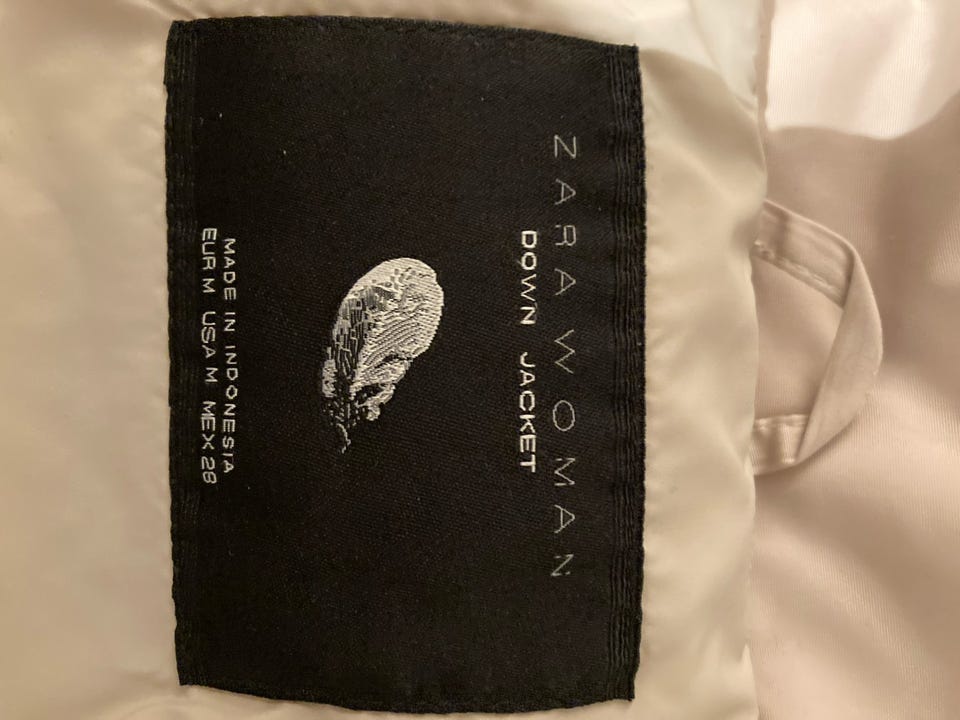 ZARA WOMAN
DOWN JACKET
MADE IN INDONESIA
EUR M USA M MEX 28